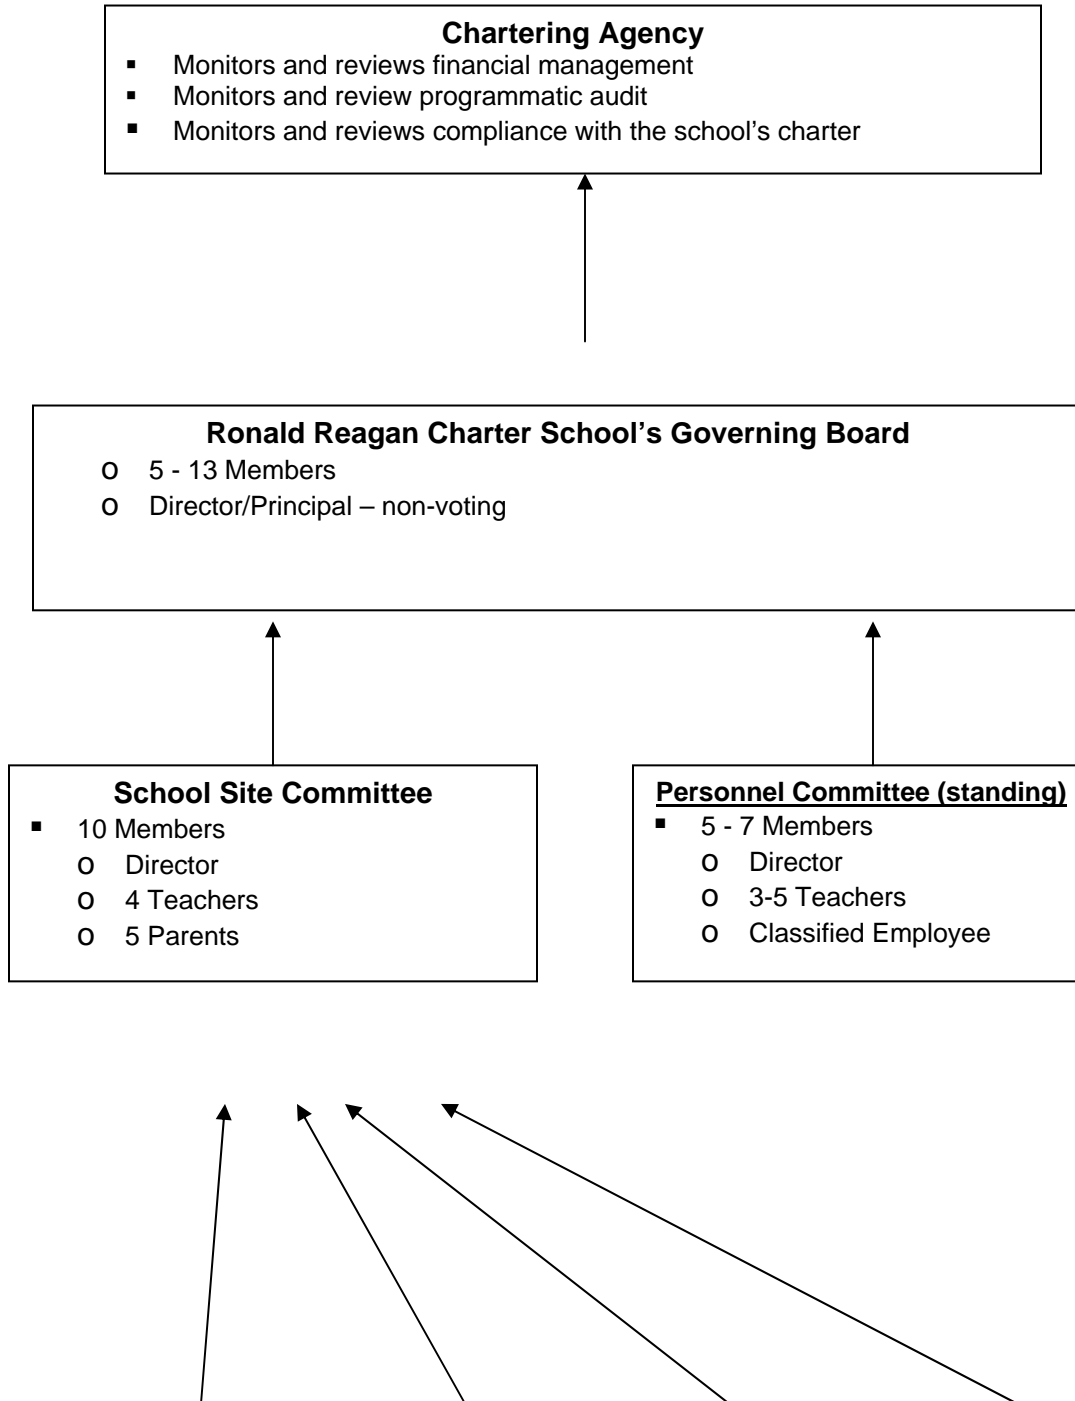 Chartering Agency
▪ Monitors and reviews financial management
▪ Monitors and review programmatic audit
▪ Monitors and reviews compliance with the school’s charter
Ronald Reagan Charter School’s Governing Board
o 5 - 13 Members
o Director/Principal – non-voting
School Site Committee
▪ 10 Members
o Director
o 4 Teachers
o 5 Parents
Personnel Committee (standing)
▪ 5 - 7 Members
o Director
o 3-5 Teachers
o Classified Employee